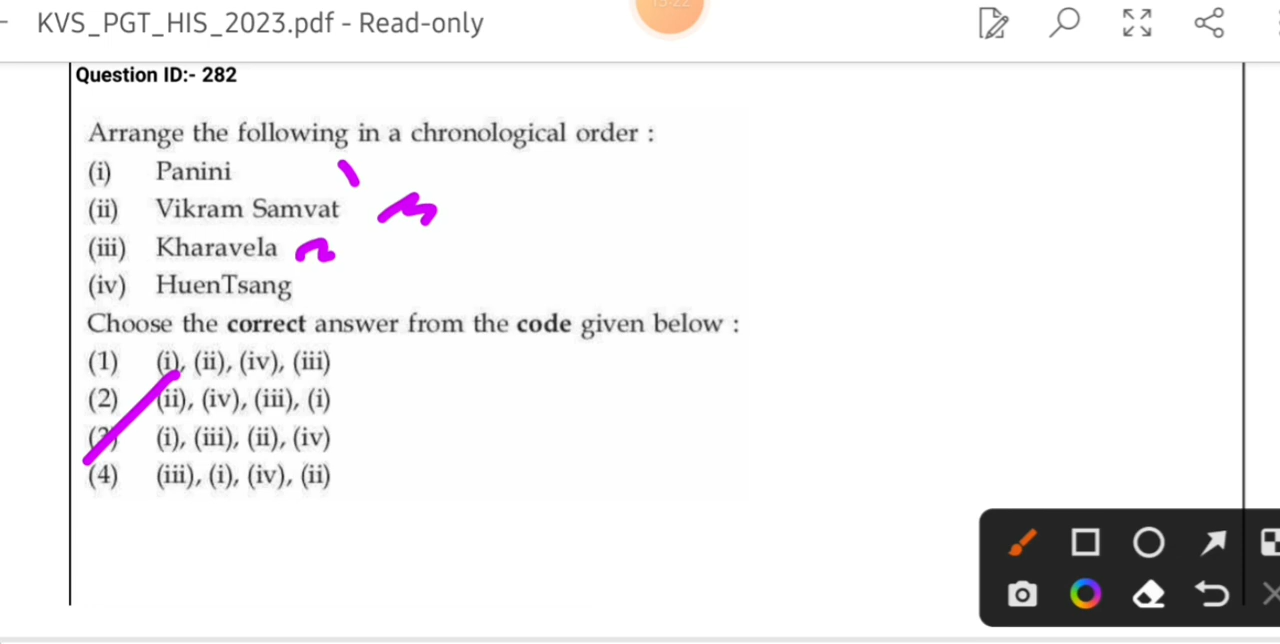 KVS_PGT_HIS_2023.pdf - Read-only
Question ID:- 282
Arrange the following in a chronological order :
(i) Panini
(ii) Vikram Samvat
(iii) Kharavela
(iv) HuenTsang
Choose the correct answer from the code given below :
(1) (i), (ii), (iv), (iii)
(2) (ii), (iv), (iii), (i)
(3) (i), (iii), (ii), (iv)
(4) (iii), (i), (iv), (ii)